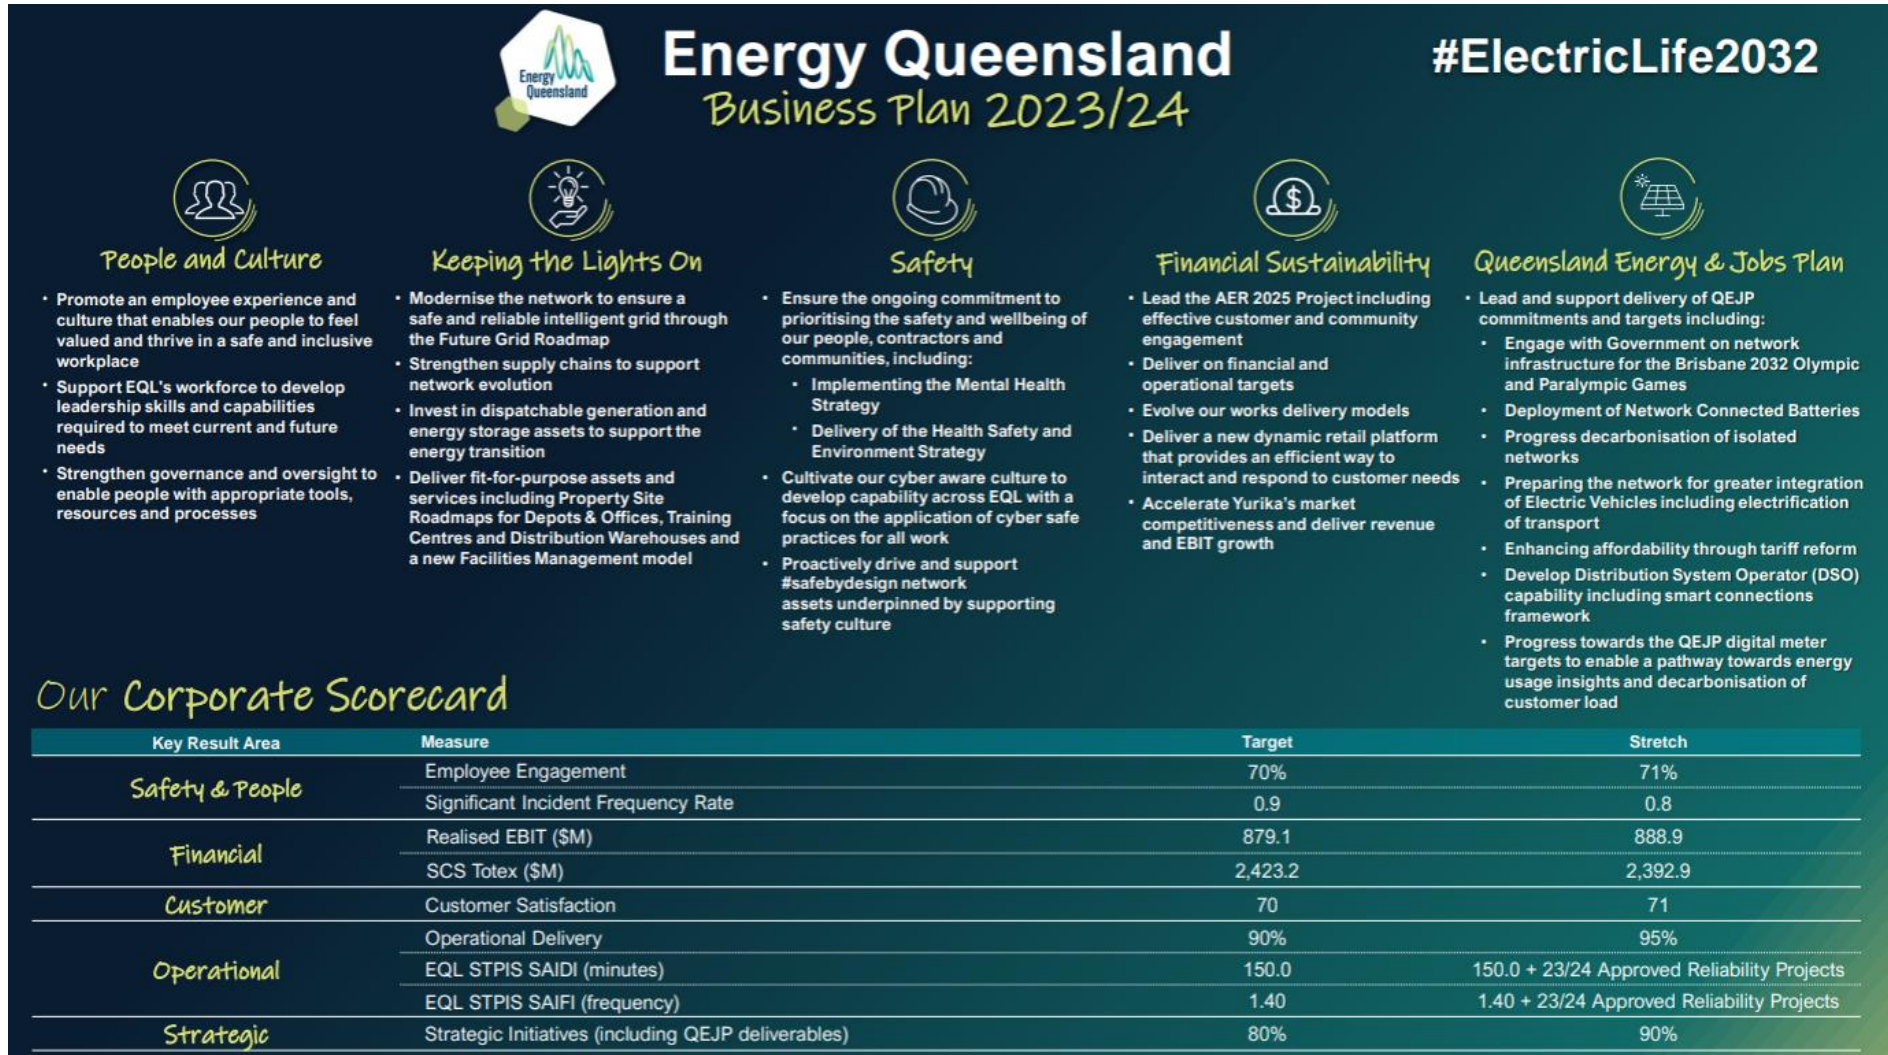 Energy
Queensland
Energy Queensland
Business Plan 2023/24
#ElectricLife2032
People and Culture
• Promote an employee experience and
culture that enables our people to feel
valued and thrive in a safe and inclusive
workplace
• Support EQL's workforce to develop
leadership skills and capabilities
required to meet current and future
needs
• Strengthen governance and oversight to
enable people with appropriate tools,
resources and processes
Keeping the Lights On
• Modernise the network to ensure a
safe and reliable intelligent grid through
the Future Grid Roadmap
• Strengthen supply chains to support
network evolution
• Invest in dispatchable generation and
energy storage assets to support the
energy transition
• Deliver fit-for-purpose assets and
services including Property Site
Roadmaps for Depots & Offices, Training
Centres and Distribution Warehouses and
a new Facilities Management model
Safety
• Ensure the ongoing commitment to
prioritising the safety and wellbeing of
our people, contractors and
communities, including:
• Implementing the Mental Health
Strategy
• Delivery of the Health Safety and
Environment Strategy
• Cultivate our cyber aware culture to
develop capability across EQL with a
focus on the application of cyber safe
practices for all work
• Proactively drive and support
#safebydesign network
assets underpinned by supporting
safety culture
Financial Sustainability
• Lead the AER 2025 Project including
effective customer and community
engagement
• Deliver on financial and
operational targets
• Evolve our works delivery models
• Deliver a new dynamic retail platform
that provides an efficient way to
interact and respond to customer needs
• Accelerate Yurika's market
competitiveness and deliver revenue
and EBIT growth
Queensland Energy & Jobs Plan
• Lead and support delivery of QEJP
commitments and targets including:
• Engage with Government on network
infrastructure for the Brisbane 2032 Olympic
and Paralympic Games
• Deployment of Network Connected Batteries
• Progress decarbonisation of isolated
networks
• Preparing the network for greater integration
of Electric Vehicles including electrification
of transport
• Enhancing affordability through tariff reform
• Develop Distribution System Operator (DSO)
capability including smart connections
framework
• Progress towards the QEJP digital meter
targets to enable a pathway towards energy
usage insights and decarbonisation of
customer load
Our Corporate Scorecard
Key Result Area Measure Target Stretch
Safety & People
Employee Engagement 70% 71%
Significant Incident Frequency Rate 0.9 0.8
Financial
Realised EBIT ($M) 879.1 888.9
SCS Totex ($M) 2,423.2 2,392.9
Customer Customer Satisfaction 70 71
Operational
Operational Delivery 90% 95%
EQL STPIS SAIDI (minutes) 150.0 150.0 + 23/24 Approved Reliability Projects
EQL STPIS SAIFI (frequency) 1.40 1.40 + 23/24 Approved Reliability Projects
Strategic Strategic Initiatives (including QEJP deliverables) 80% 90%